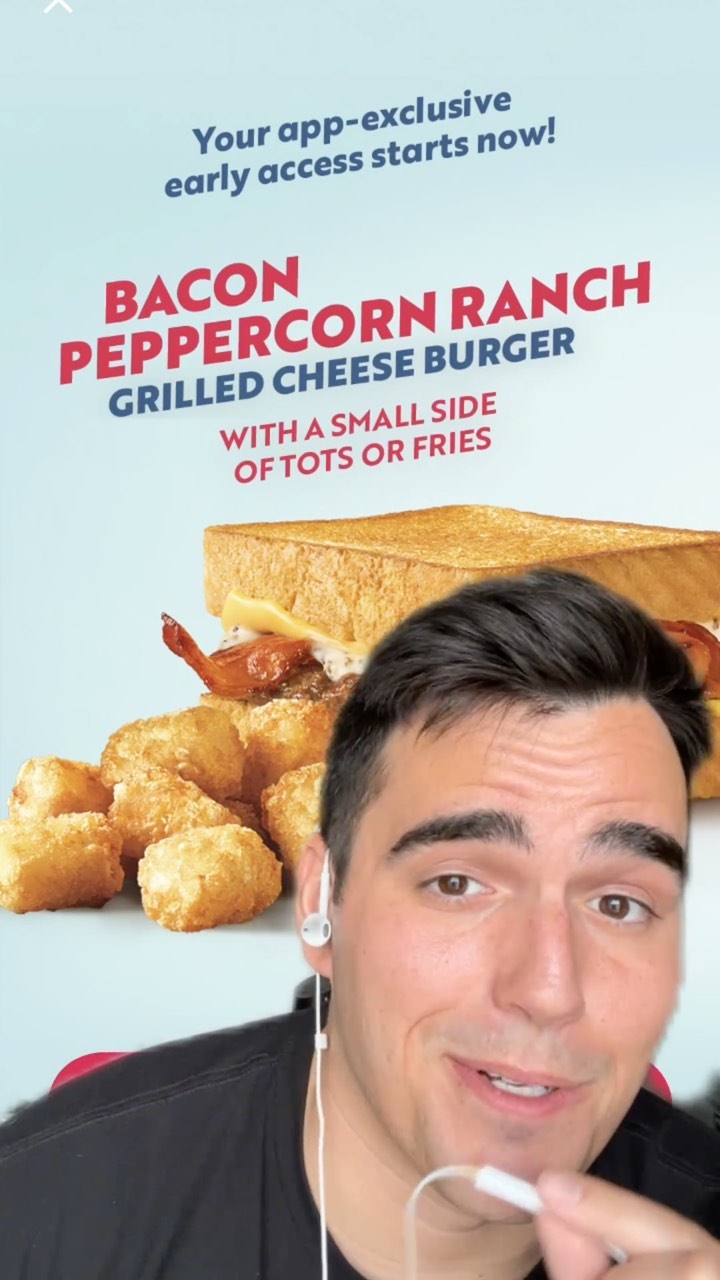 Your app-exclusive
early access starts now!
BACON
PEPPERCORN RANCH
GRILLED CHEESE BURGER
WITH A SMALL SIDE
OF TOTS OR FRIES